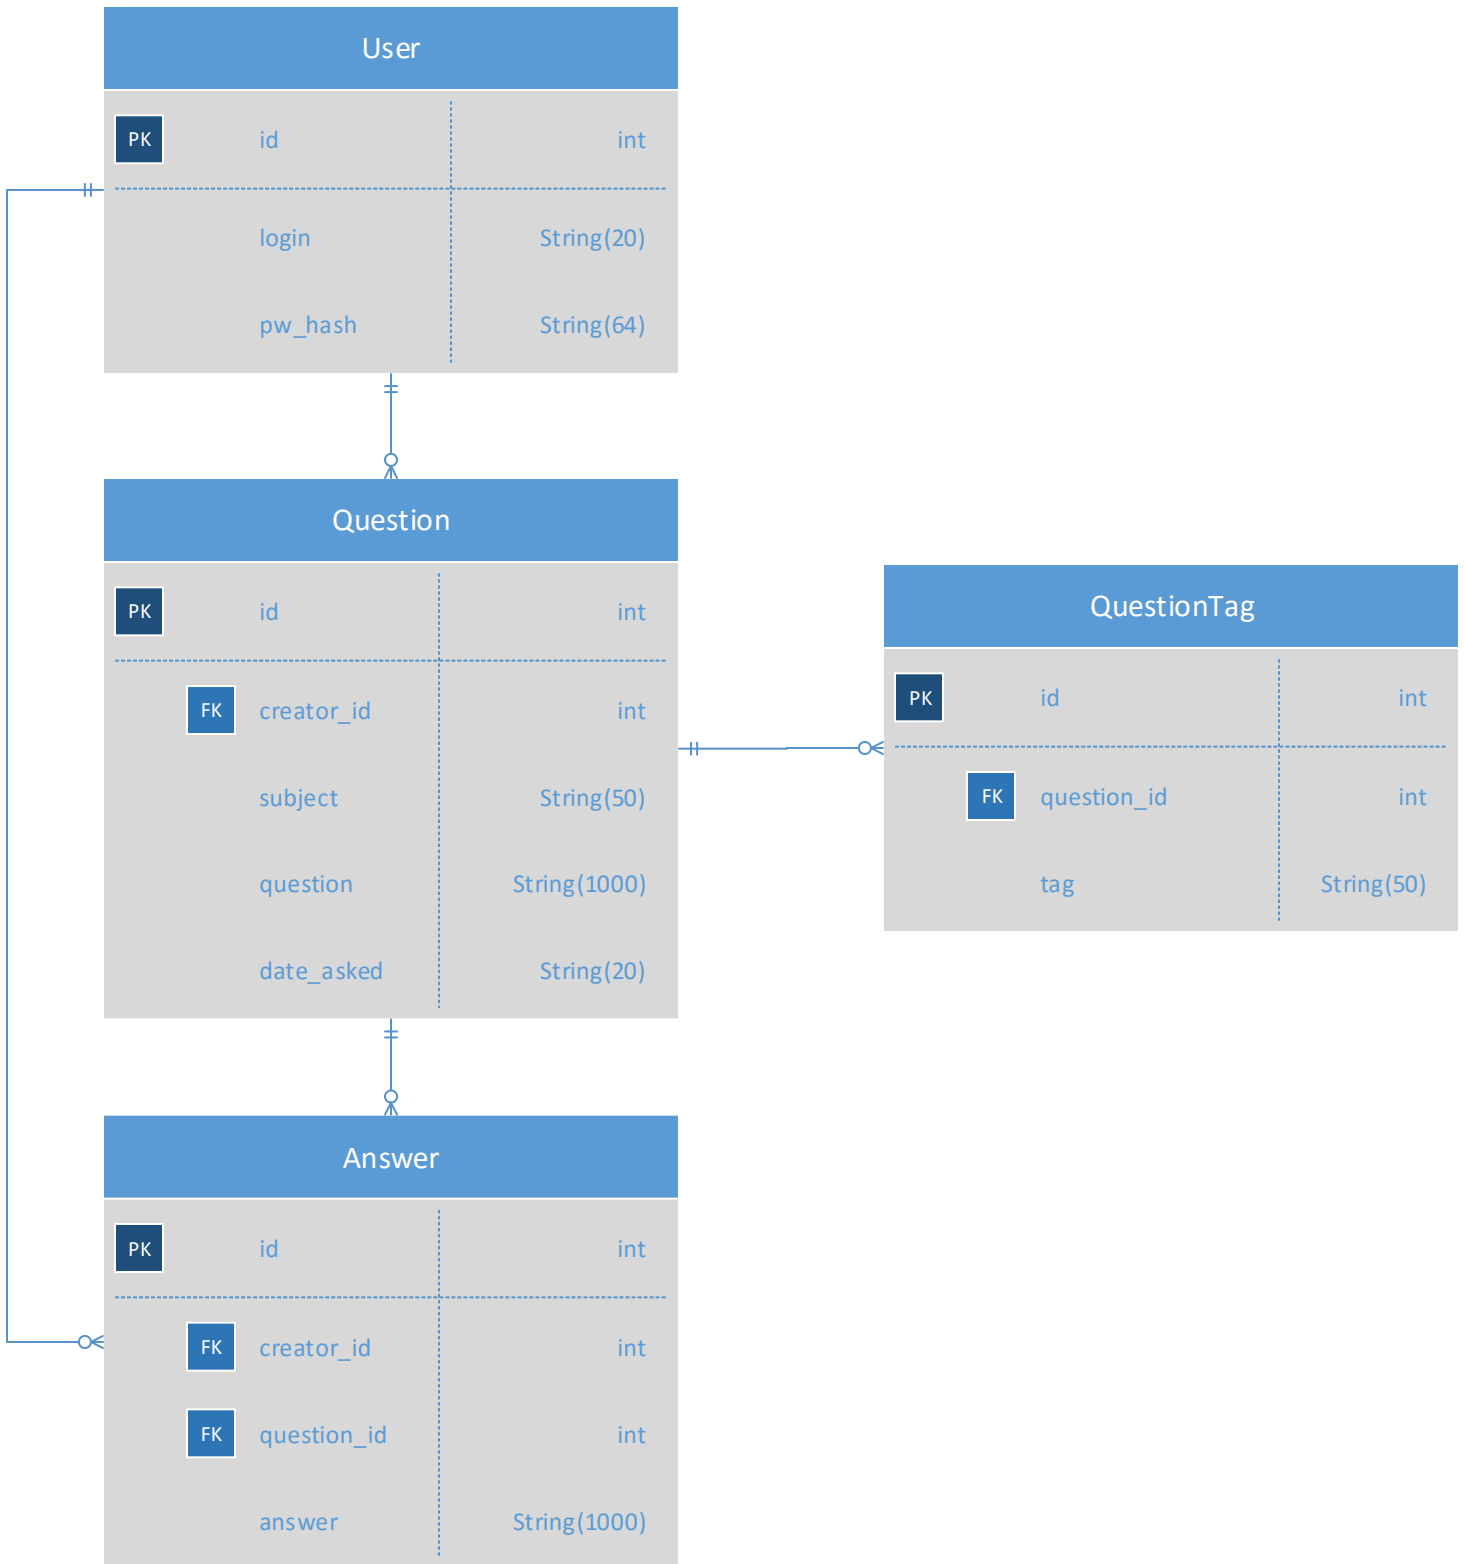 User
PK id int
login String(20)
pw_hash String(64)
Question
PK id int
FK creator_id int
subject String(50)
question String(1000)
date_asked String(20)
QuestionTag
PK id int
FK question_id int
tag String(50)
Answer
PK id int
FK creator_id int
FK question_id int
answer String(1000)